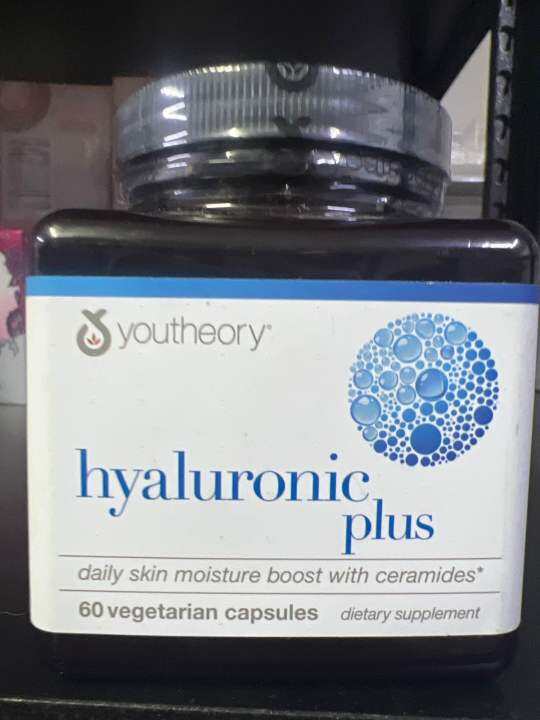 youtheory®
hyaluronic
plus
daily skin moisture boost with ceramides*
60 vegetarian capsules dietary supplement